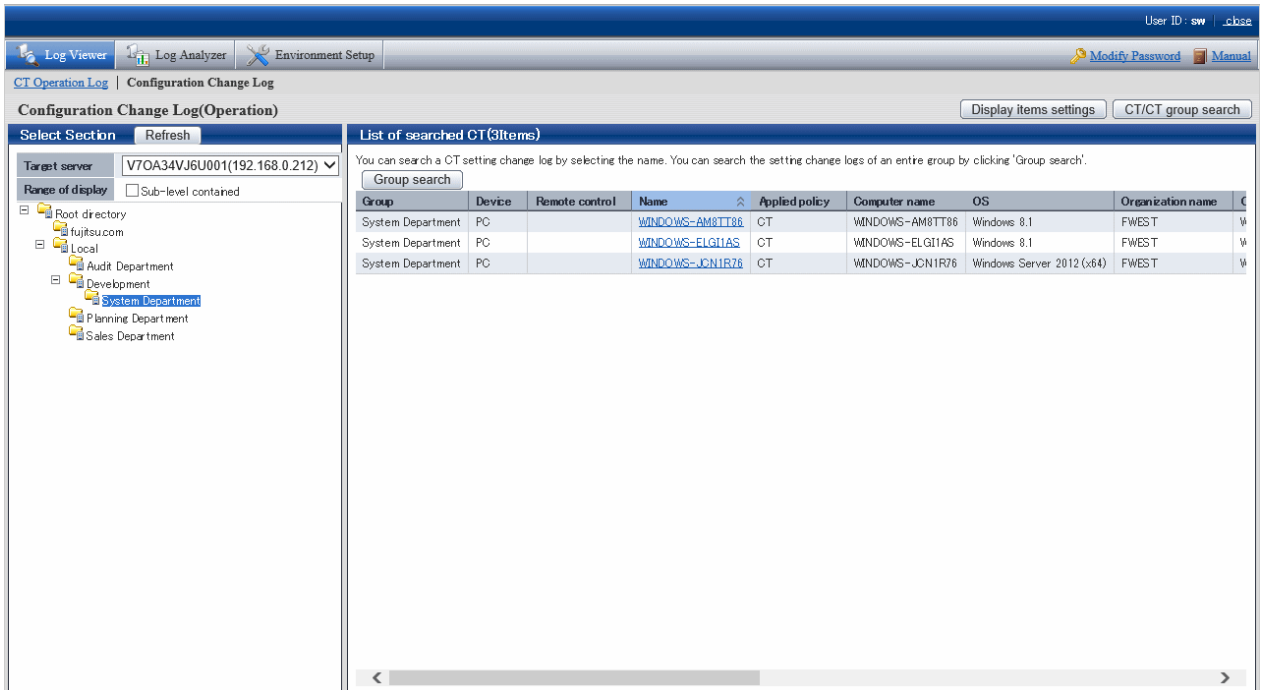 User ID : sw | close
Log Viewer Log Analyzer Environment Setup Modify Password Manual
CT Operation Log | Configuration Change Log
Configuration Change Log(Operation) Display items settings CT/CT group search
Select Section Refresh
Target server V7OA34VJ6U001(192.168.0.212)
Range of display Sub-level contained
Root directory
fujitsu.com
Local
Audit Department
Development
System Department
Planning Department
Sales Department
List of searched CT(3Items)
You can search a CT setting change log by selecting the name. You can search the setting change logs of an entire group by clicking 'Group search'.
Group search
Group Device Remote control Name Applied policy Computer name OS Organization name
System Department PC WINDOWS-AM8TT86 CT WINDOWS-AM8TT86 Windows 8.1 FWEST
System Department PC WINDOWS-ELGI1AS CT WINDOWS-ELGI1AS Windows 8.1 FWEST
System Department PC WINDOWS-JCN1R76 CT WINDOWS-JCN1R76 Windows Server 2012 (x64) FWEST